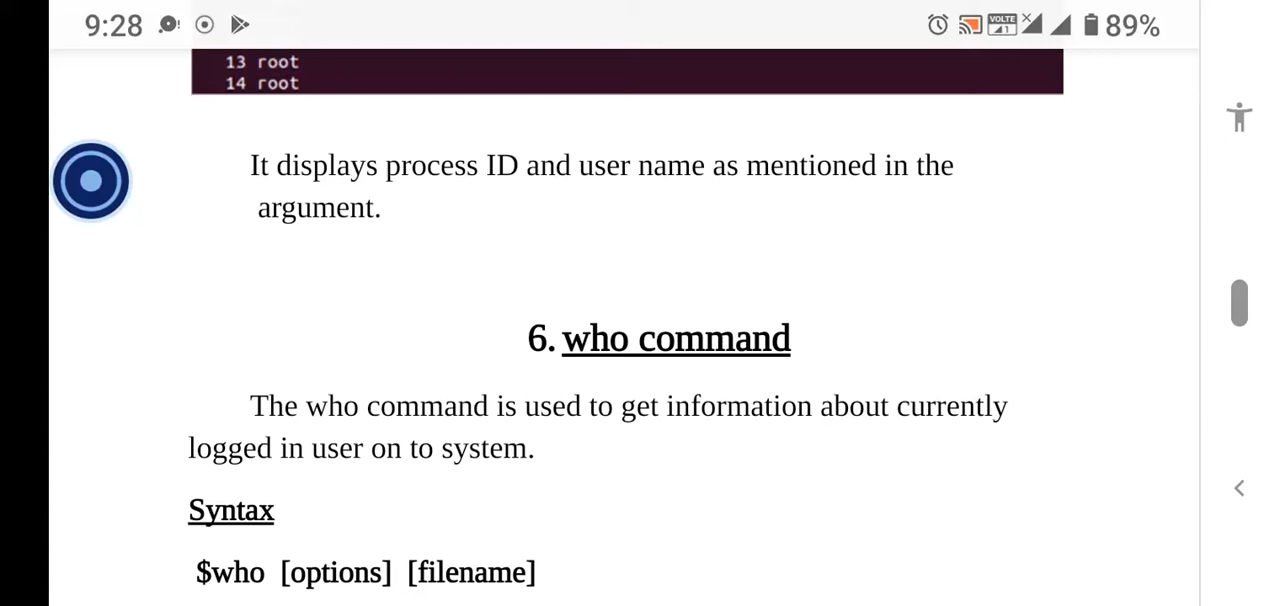 9:28 89%
VOLTE
1
13 root
14 root
It displays process ID and user name as mentioned in the
argument.
6. who command
The who command is used to get information about currently
logged in user on to system.
Syntax
$who [options] [filename]